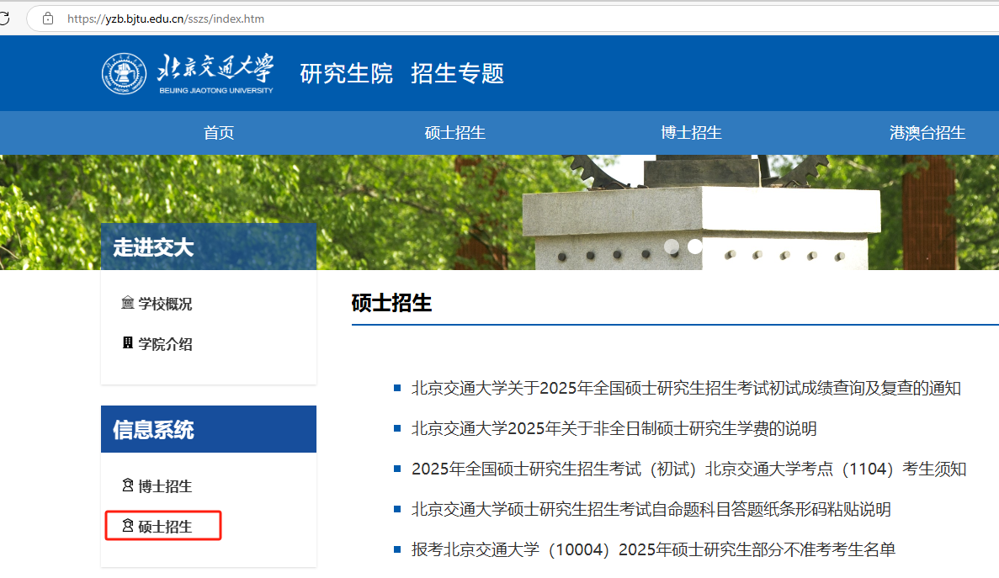 https://yzb.bjtu.edu.cn/sszs/index.htm
北京交通大学
BEIJING JIAOTONG UNIVERSITY
研究生院 招生专题
首页 硕士招生 博士招生 港澳台招生
走进交大
学校概况
学院介绍
信息系统
博士招生
硕士招生
硕士招生
北京交通大学关于2025年全国硕士研究生招生考试初试成绩查询及复查的通知
北京交通大学2025年关于非全日制硕士研究生学费的说明
2025年全国硕士研究生招生考试（初试）北京交通大学考点（1104）考生须知
北京交通大学硕士研究生招生考试自命题科目答题纸条形码粘贴说明
报考北京交通大学（10004）2025年硕士研究生部分不准考考生名单